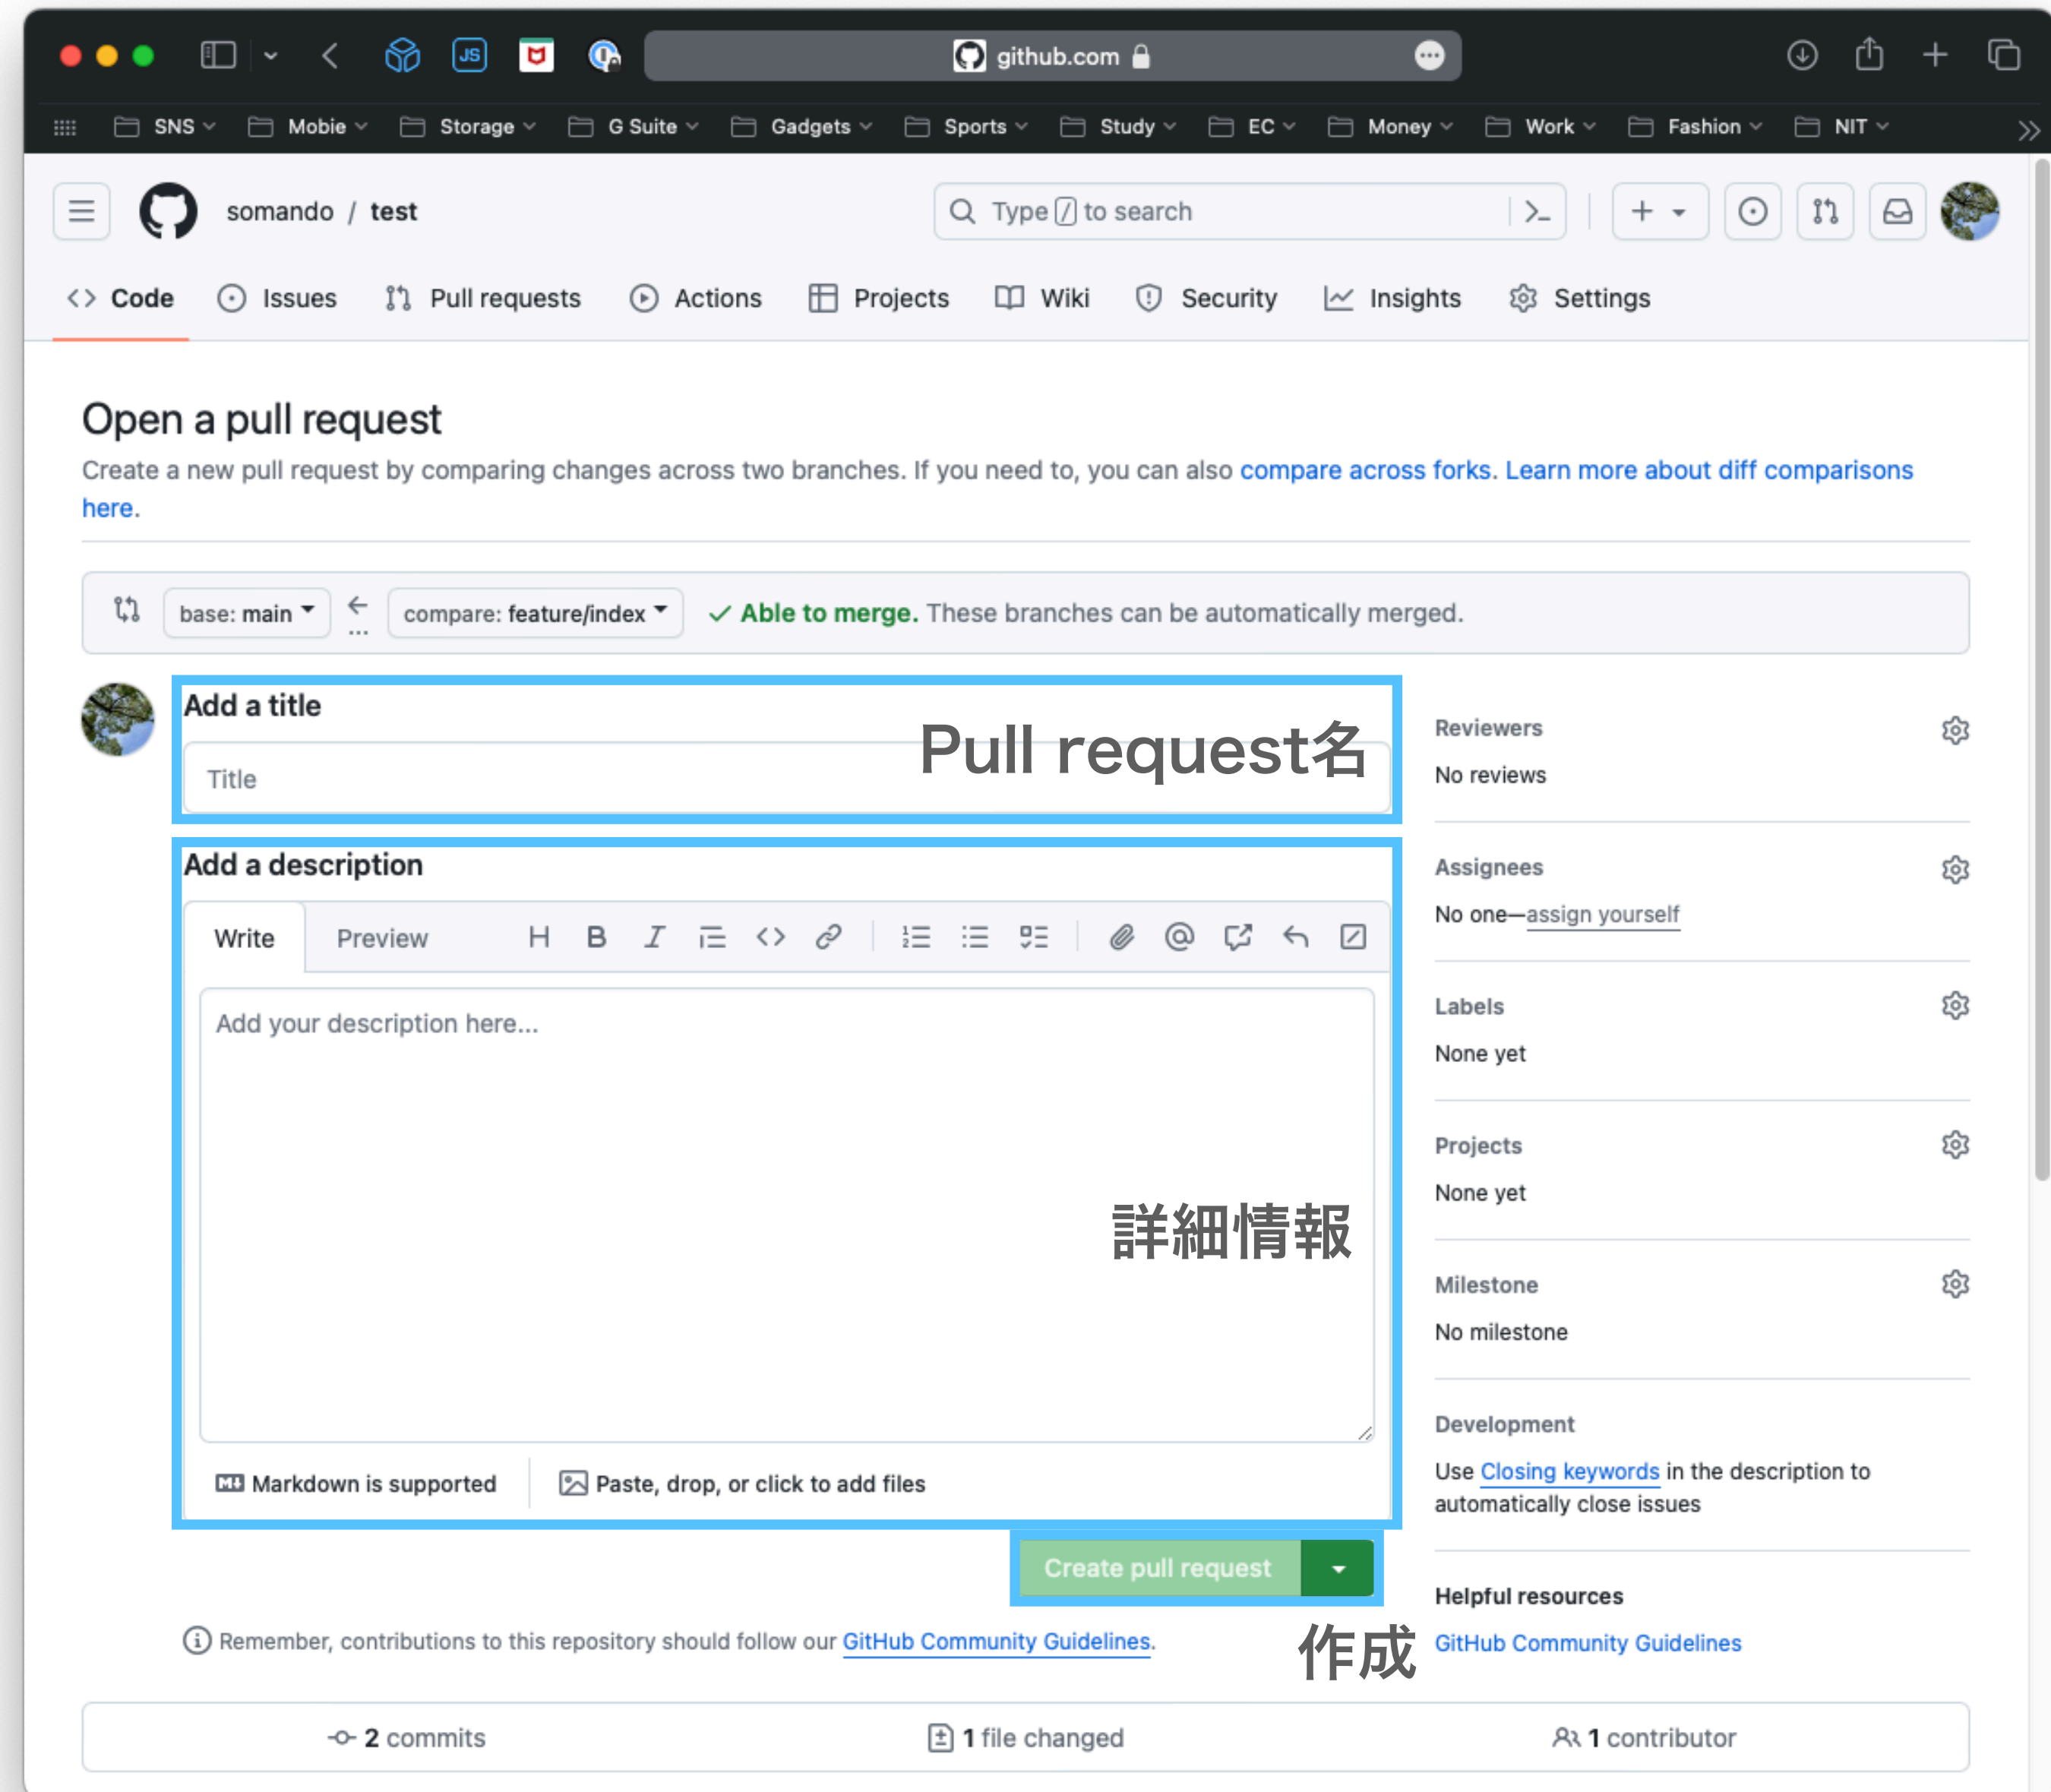 github.com
SNS Mobie Storage G Suite Gadgets Sports Study EC Money Work Fashion NIT
somando / test
Type / to search
Code Issues Pull requests Actions Projects Wiki Security Insights Settings
Open a pull request
Create a new pull request by comparing changes across two branches. If you need to, you can also compare across forks. Learn more about diff comparisons
here.
base: main compare: feature/index Able to merge. These branches can be automatically merged.
Add a title
Pull request名
Title
Add a description
Write Preview
Add your description here...
詳細情報
Markdown is supported Paste, drop, or click to add files
Create pull request
作成
Remember, contributions to this repository should follow our GitHub Community Guidelines.
Reviewers
No reviews
Assignees
No one—assign yourself
Labels
None yet
Projects
None yet
Milestone
No milestone
Development
Use Closing keywords in the description to
automatically close issues
Helpful resources
GitHub Community Guidelines
2 commits 1 file changed 1 contributor